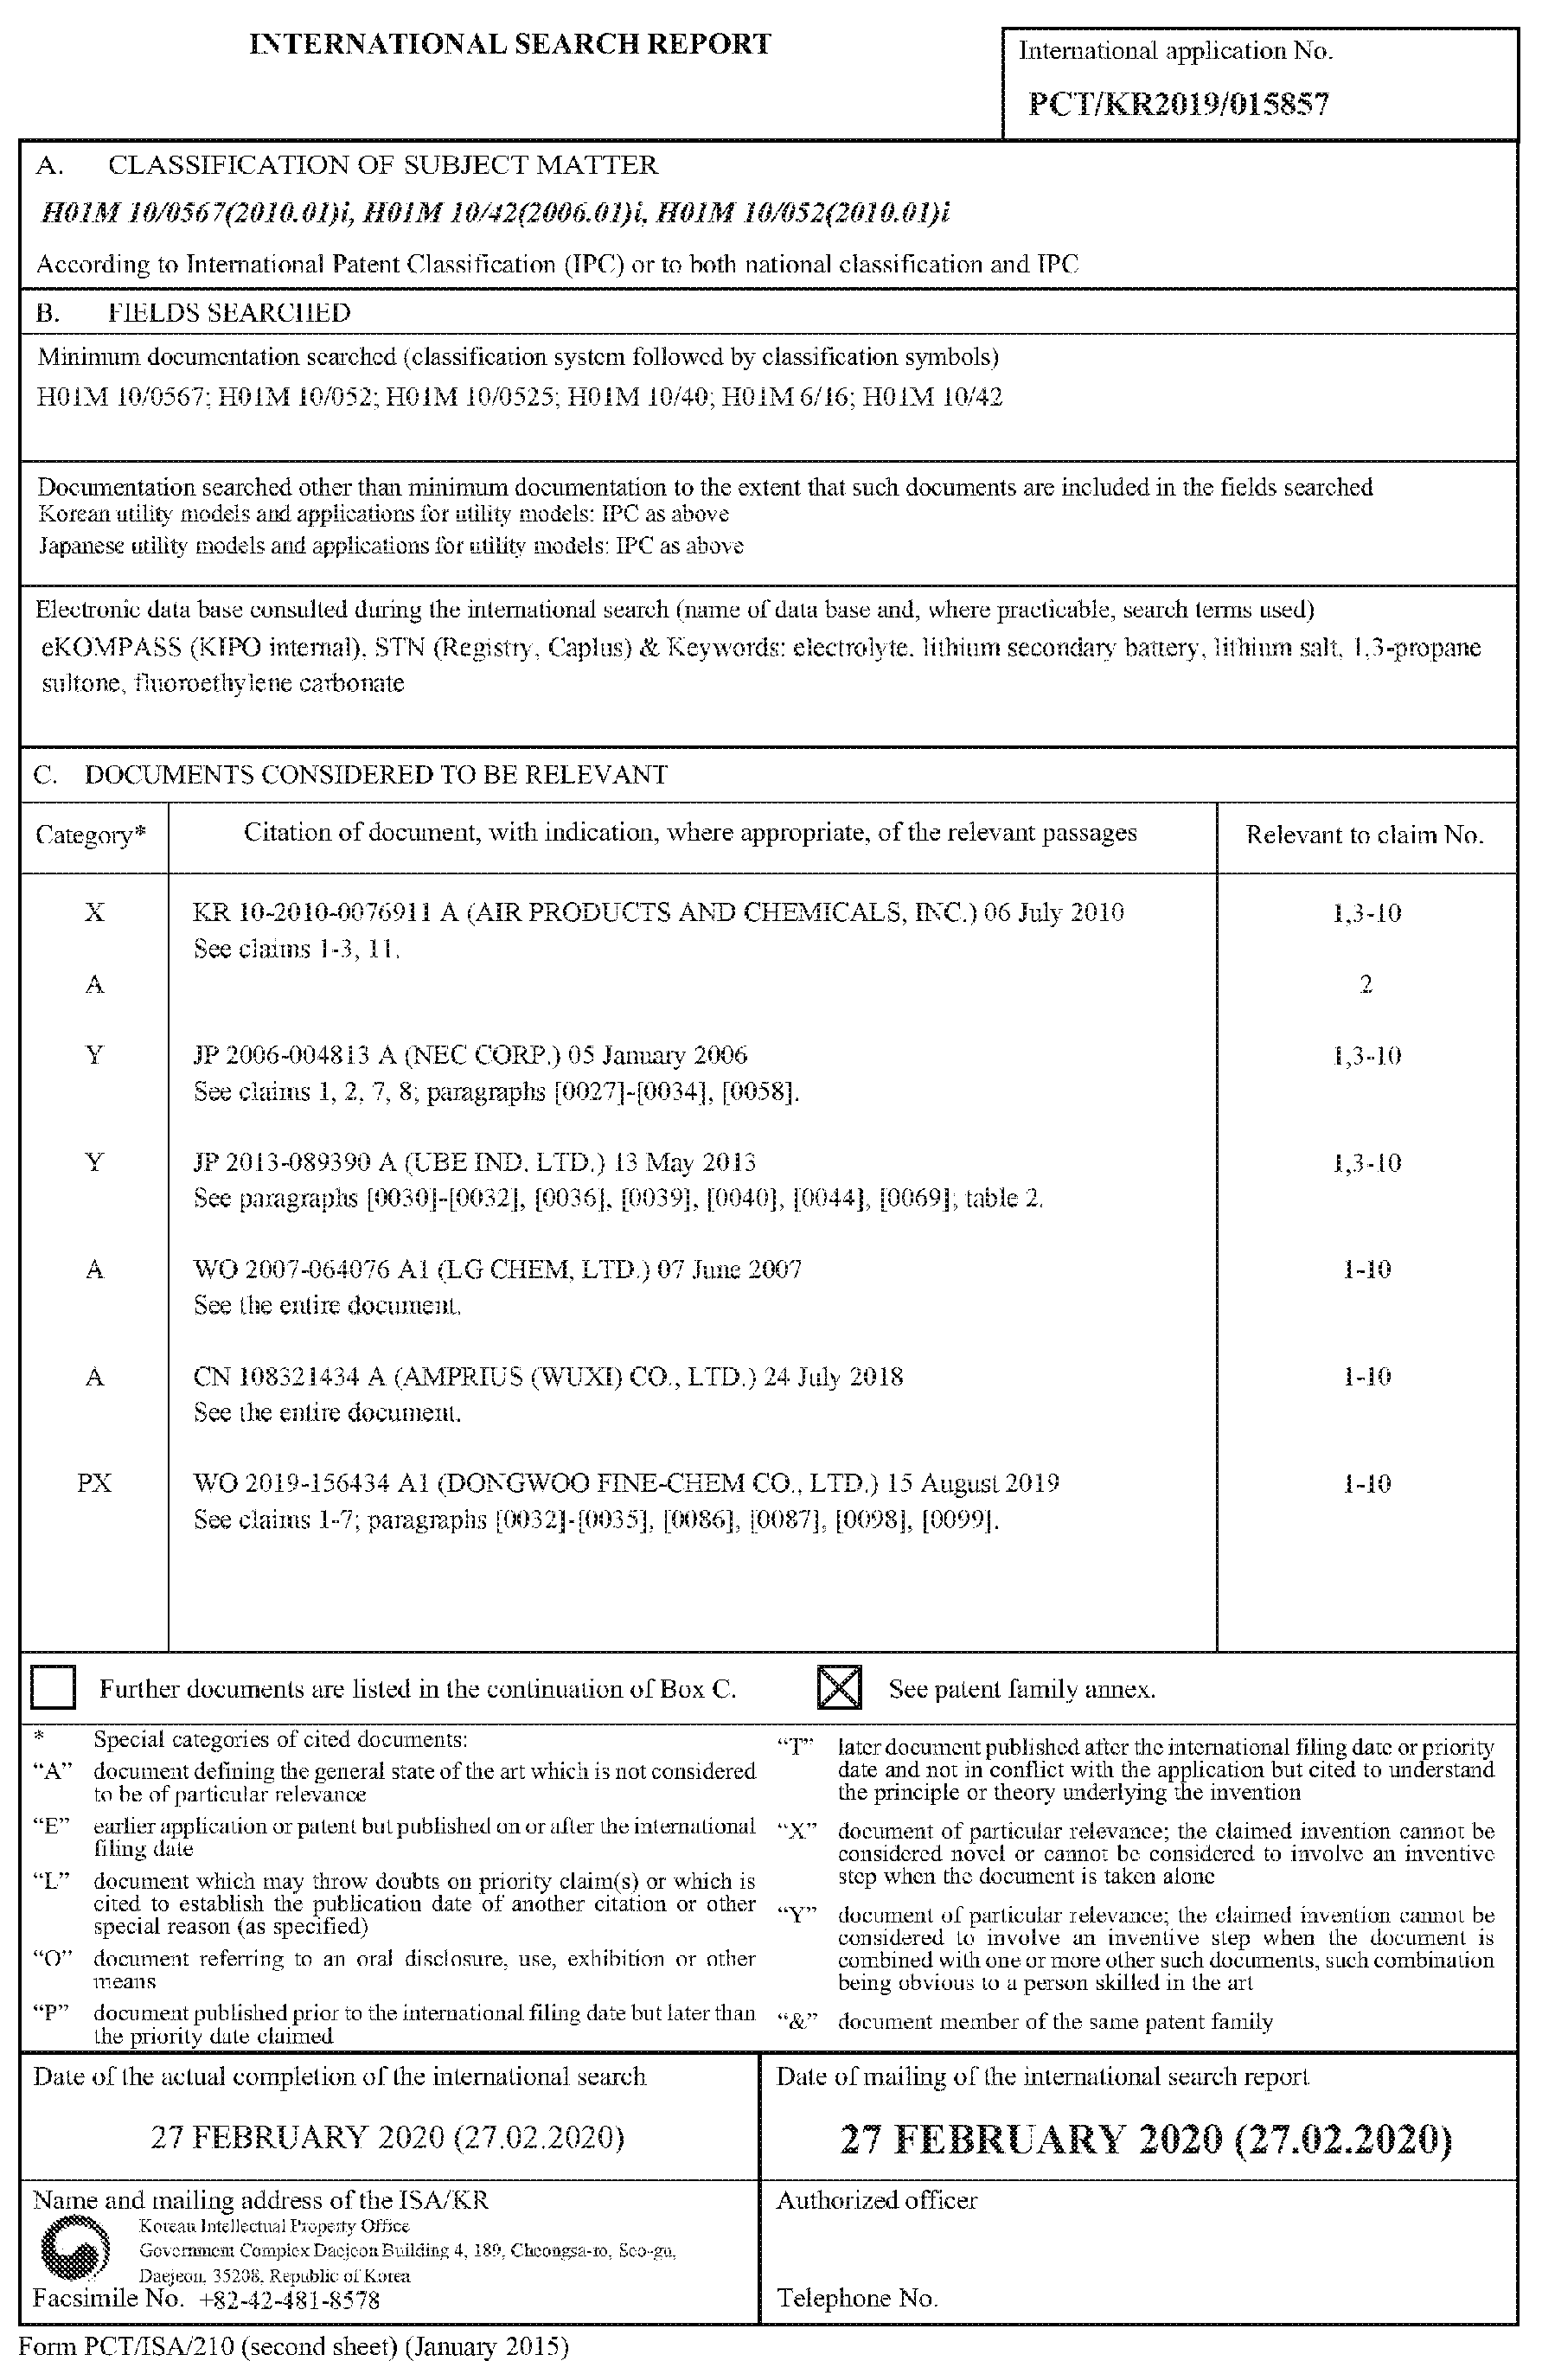 INTERNATIONAL SEARCH REPORT
International application No.
PCT/KR2019/015857
A. CLASSIFICATION OF SUBJECT MATTER
H01M 10/0567(2010.01)i, H01M 10/42(2006.01)i, H01M 10/052(2010.01)i
According to International Patent Classification (IPC) or to both national classification and IPC
B. FIELDS SEARCHED
Minimum documentation searched (classification system followed by classification symbols)
H01M 10/0567; H01M 10/052; H01M 10/0525; H01M 10/40; H01M 6/16; H01M 10/42
Documentation searched other than minimum documentation to the extent that such documents are included in the fields searched
Korean utility models and applications for utility models: IPC as above
Japanese utility models and applications for utility models: IPC as above
Electronic data base consulted during the international search (name of data base and, where practicable, search terms used)
eKOMPASS (KIPO internal), STN (Registry, Caplus) & Keywords: electrolyte, lithium secondary battery, lithium salt, 1,3-propane
sultone, fluoroethylene carbonate
C. DOCUMENTS CONSIDERED TO BE RELEVANT
Category* Citation of document, with indication, where appropriate, of the relevant passages Relevant to claim No.
X KR 10-2010-0076911 A (AIR PRODUCTS AND CHEMICALS, INC.) 06 July 2010 1,3-10
See claims 1-3, 11.
A 2
Y JP 2006-004813 A (NEC CORP.) 05 January 2006 1,3-10
See claims 1, 2, 7, 8; paragraphs [0027]-[0034], [0058].
Y JP 2013-089390 A (UBE IND. LTD.) 13 May 2013 1,3-10
See paragraphs [0030]-[0032], [0036], [0039], [0040], [0044], [0069]; table 2.
A WO 2007-064076 A1 (LG CHEM, LTD.) 07 June 2007 1-10
See the entire document.
A CN 108321434 A (AMPRIUS (WUXI) CO., LTD.) 24 July 2018 1-10
See the entire document.
PX WO 2019-156434 A1 (DONGWOO FINE-CHEM CO., LTD.) 15 August 2019 1-10
See claims 1-7; paragraphs [0032]-[0035], [0086], [0087], [0098], [0099].
Further documents are listed in the continuation of Box C.
See patent family annex.
* Special categories of cited documents:
"A" document defining the general state of the art which is not considered
to be of particular relevance
"E" earlier application or patent but published on or after the international
filing date
"L" document which may throw doubts on priority claim(s) or which is
cited to establish the publication date of another citation or other
special reason (as specified)
"O" document referring to an oral disclosure, use, exhibition or other
means
"P" document published prior to the international filing date but later than
the priority date claimed
"T" later document published after the international filing date or priority
date and not in conflict with the application but cited to understand
the principle or theory underlying the invention
"X" document of particular relevance; the claimed invention cannot be
considered novel or cannot be considered to involve an inventive
step when the document is taken alone
"Y" document of particular relevance; the claimed invention cannot be
considered to involve an inventive step when the document is
combined with one or more other such documents, such combination
being obvious to a person skilled in the art
"&" document member of the same patent family
Date of the actual completion of the international search
27 FEBRUARY 2020 (27.02.2020)
Date of mailing of the international search report
27 FEBRUARY 2020 (27.02.2020)
Name and mailing address of the ISA/KR
Korean Intellectual Property Office
Government Complex Daejeon Building 4, 189, Cheongsa-ro, Seo-gu,
Daejeon, 35208, Republic of Korea
Facsimile No. +82-42-481-8578
Authorized officer
Telephone No.
Form PCT/ISA/210 (second sheet) (January 2015)